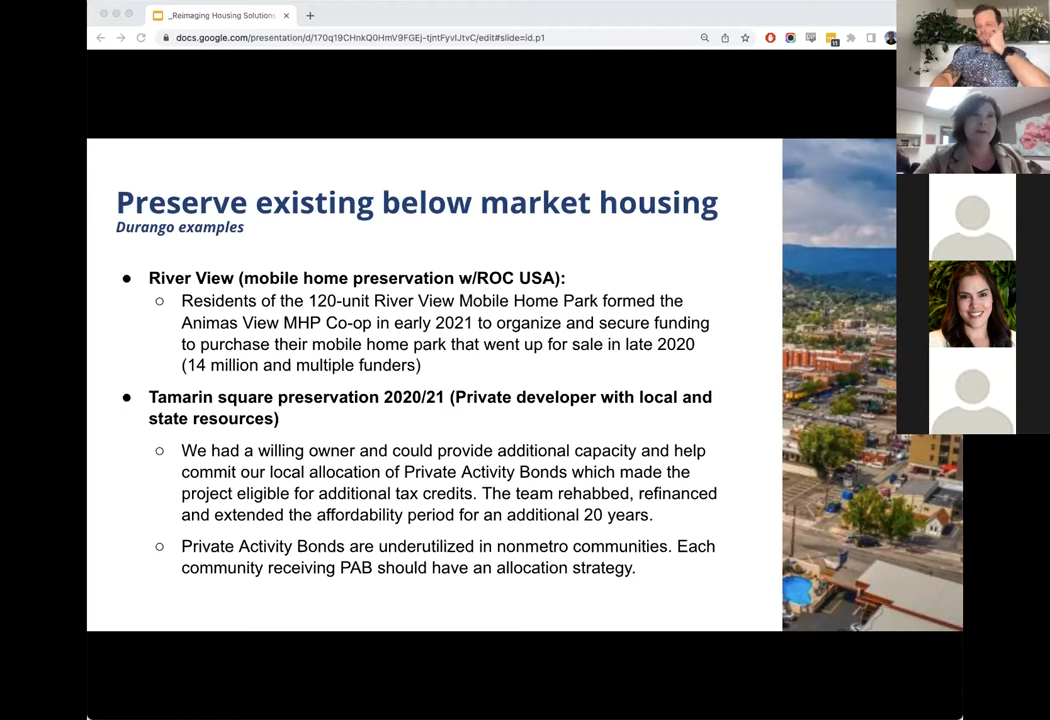 _Reimaging Housing Solutions
docs.google.com/presentation/d/170q19CHnkQ0HmV9FGEj-tjntFyvIJtvC/edit#slide=id.p1
11
Preserve existing below market housing
Durango examples
● River View (mobile home preservation w/ROC USA):
○ Residents of the 120-unit River View Mobile Home Park formed the
Animas View MHP Co-op in early 2021 to organize and secure funding
to purchase their mobile home park that went up for sale in late 2020
(14 million and multiple funders)
● Tamarin square preservation 2020/21 (Private developer with local and
state resources)
○ We had a willing owner and could provide additional capacity and help
commit our local allocation of Private Activity Bonds which made the
project eligible for additional tax credits. The team rehabbed, refinanced
and extended the affordability period for an additional 20 years.
○ Private Activity Bonds are underutilized in nonmetro communities. Each
community receiving PAB should have an allocation strategy.